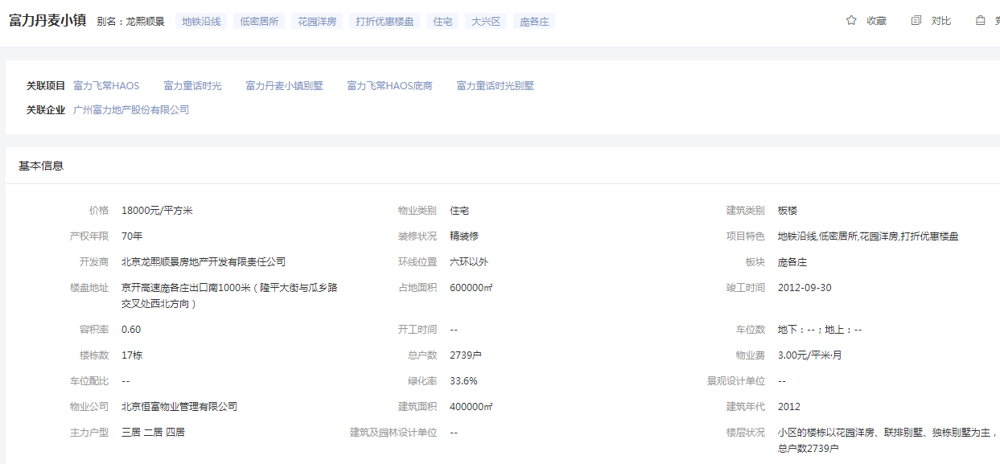 富力丹麦小镇 别名：龙熙顺景 地铁沿线 低密居所 花园洋房 打折优惠楼盘 住宅 大兴区 庞各庄 收藏 对比
关联项目 富力飞常HAOS 富力童话时光 富力丹麦小镇别墅 富力飞常HAOS底商 富力童话时光别墅
关联企业 广州富力地产股份有限公司
基本信息
价格 18000元/平方米 物业类别 住宅 建筑类别 板楼
产权年限 70年 装修状况 精装修 项目特色 地铁沿线,低密居所,花园洋房,打折优惠楼盘
开发商 北京龙熙顺景房地产开发有限责任公司 环线位置 六环以外 板块 庞各庄
楼盘地址 京开高速庞各庄出口南1000米（隆平大街与瓜乡路 占地面积 600000㎡ 竣工时间 2012-09-30
交叉处西北方向）
容积率 0.60 开工时间 -- 车位数 地下：--；地上：--
楼栋数 17栋 总户数 2739户 物业费 3.00元/平米·月
车位配比 -- 绿化率 33.6% 景观设计单位 --
物业公司 北京恒富物业管理有限公司 建筑面积 400000㎡ 建筑年代 2012
主力户型 三居 二居 四居 建筑及园林设计单位 -- 楼层状况 小区的楼栋以花园洋房、联排别墅、独栋别墅为主，
总户数2739户